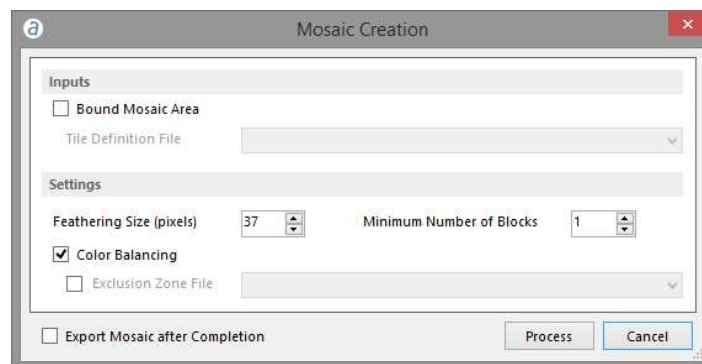 a Mosaic Creation x
Inputs
Bound Mosaic Area
Tile Definition File
Settings
Feathering Size (pixels) 37 Minimum Number of Blocks 1
Color Balancing
Exclusion Zone File
Export Mosaic after Completion Process Cancel